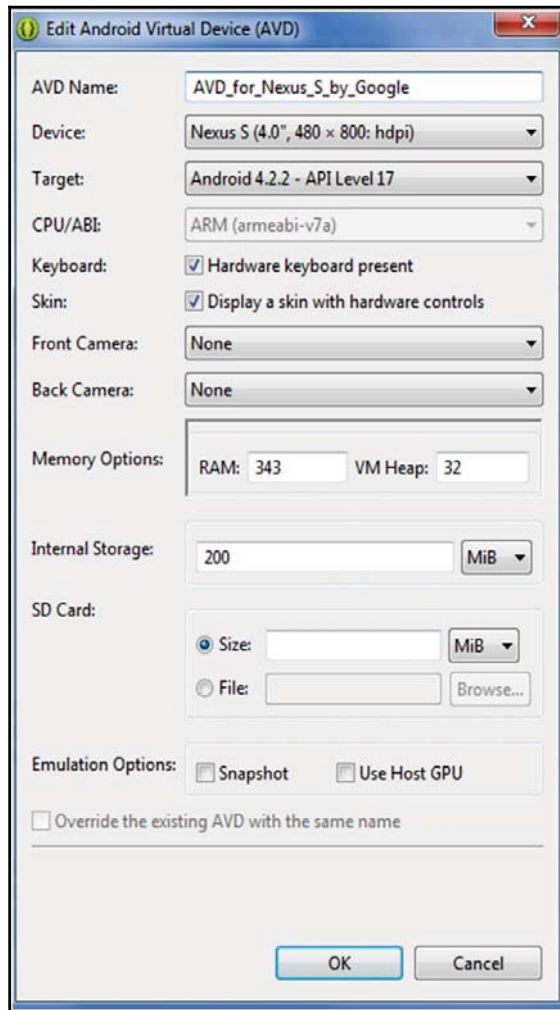 Edit Android Virtual Device (AVD)
AVD Name: AVD_for_Nexus_S_by_Google
Device: Nexus S (4.0", 480 × 800: hdpi)
Target: Android 4.2.2 - API Level 17
CPU/ABI: ARM (armeabi-v7a)
Keyboard: Hardware keyboard present
Skin: Display a skin with hardware controls
Front Camera: None
Back Camera: None
Memory Options: RAM: 343 VM Heap: 32
Internal Storage: 200 MiB
SD Card:
Size: MiB
File: Browse...
Emulation Options: Snapshot Use Host GPU
Override the existing AVD with the same name
OK Cancel